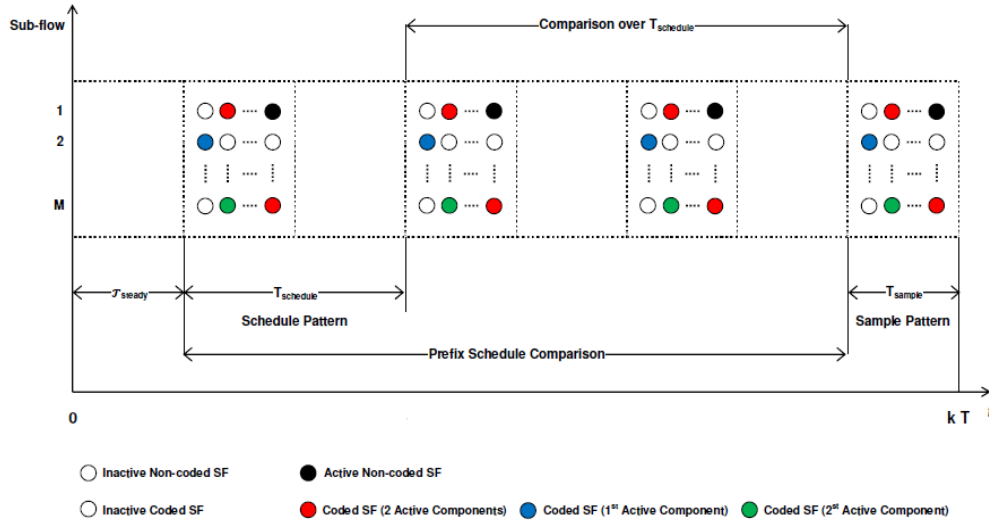 Sub-flow
Comparison over Tschedule
1
2
M
𝒯steady
Tschedule
Tsample
Schedule Pattern
Sample Pattern
Prefix Schedule Comparison
0
k T
Inactive Non-coded SF
Active Non-coded SF
Inactive Coded SF
Coded SF (2 Active Components)
Coded SF (1st Active Component)
Coded SF (2st Active Component)